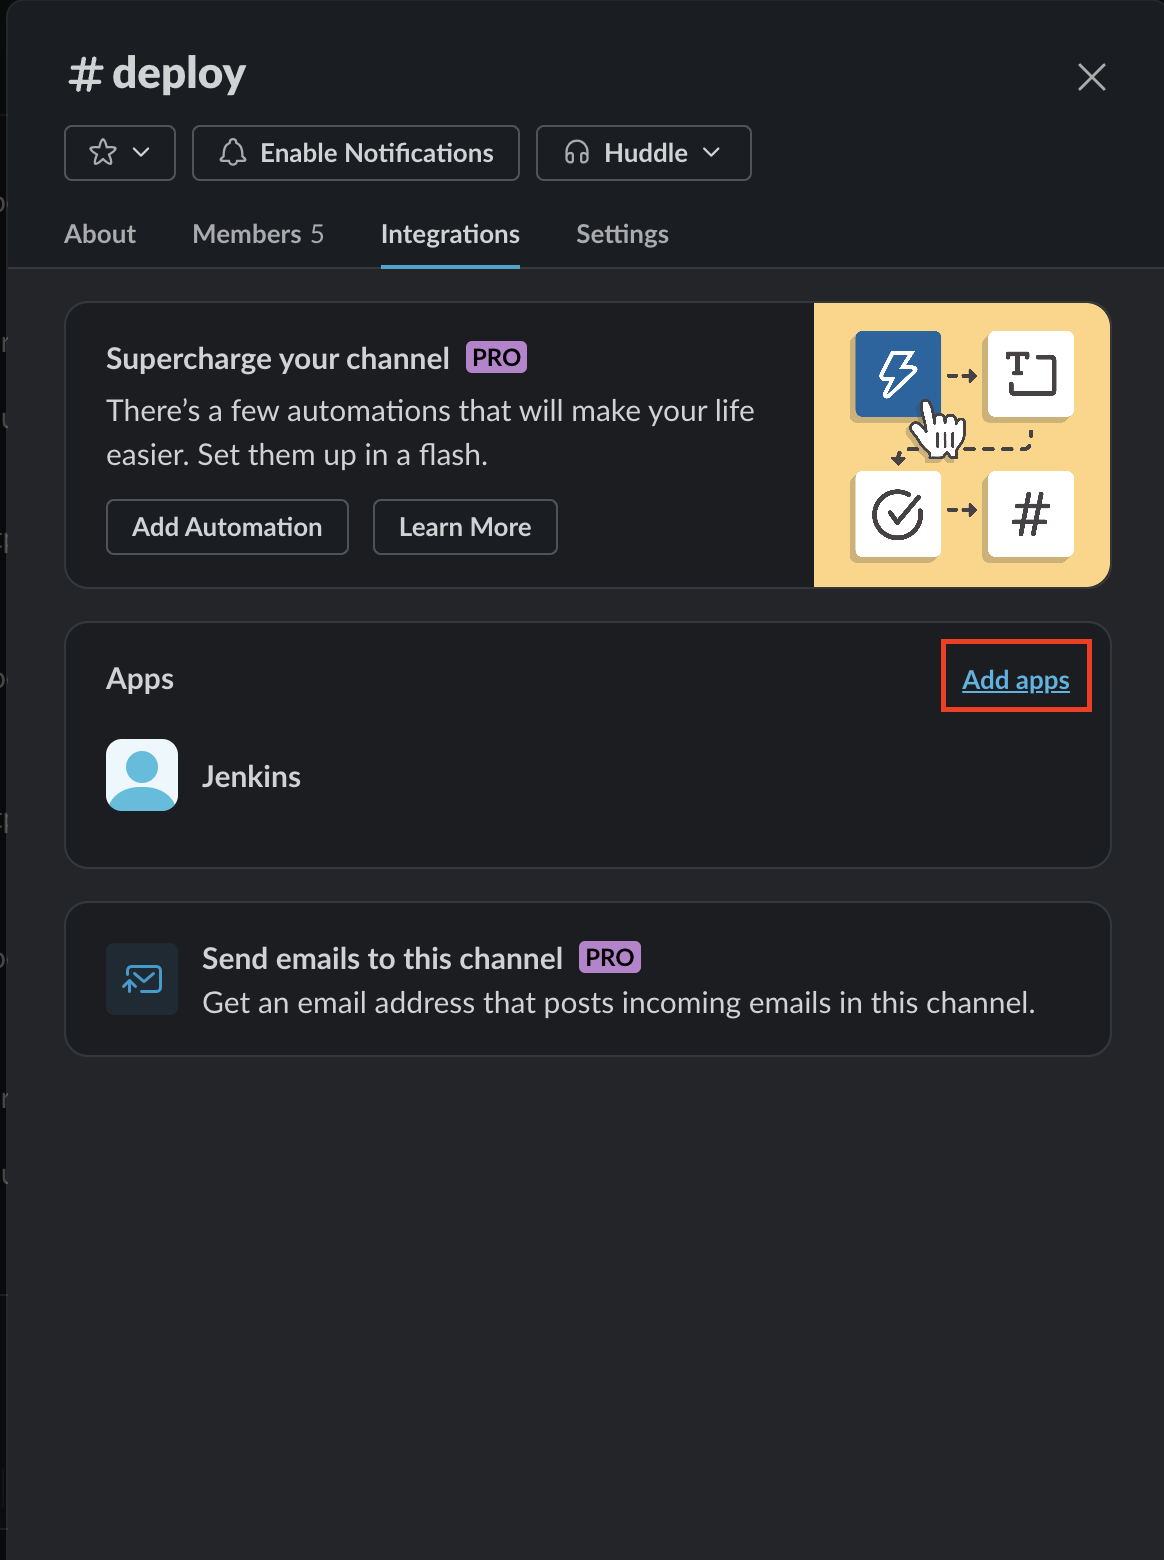 # deploy
Enable Notifications
Huddle
About
Members 5
Integrations
Settings
Supercharge your channel PRO
There’s a few automations that will make your life
easier. Set them up in a flash.
Add Automation
Learn More
T
#
Apps
Add apps
Jenkins
Send emails to this channel PRO
Get an email address that posts incoming emails in this channel.